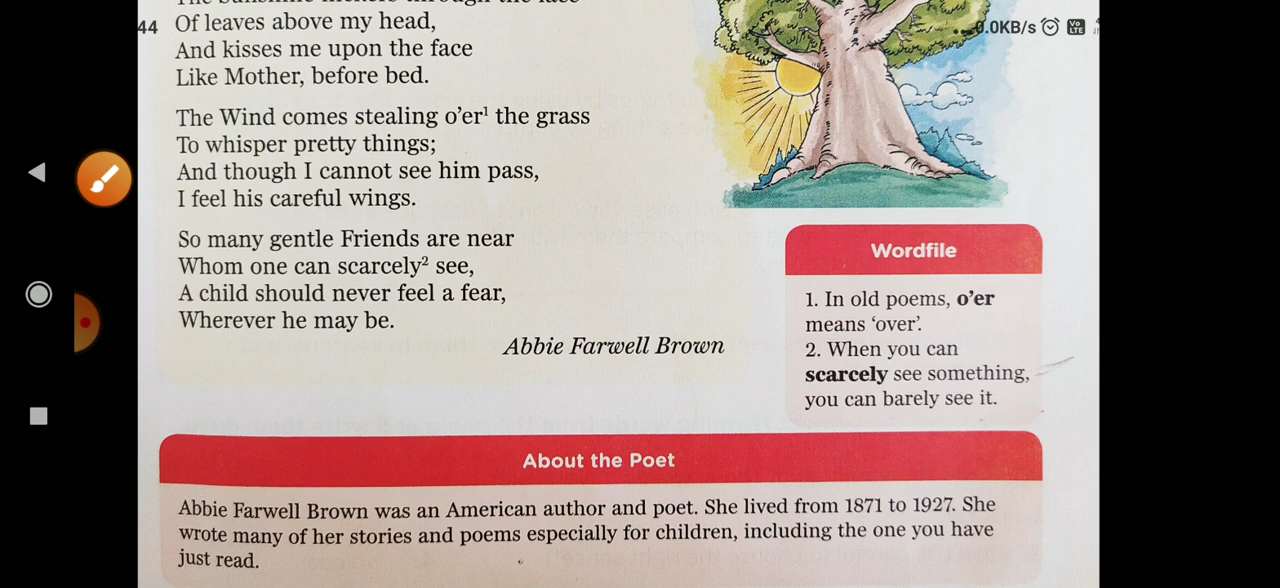 Of leaves above my head,
And kisses me upon the face
Like Mother, before bed.
The Wind comes stealing o’er¹ the grass
To whisper pretty things;
And though I cannot see him pass,
I feel his careful wings.
So many gentle Friends are near
Whom one can scarcely² see,
A child should never feel a fear,
Wherever he may be.
Abbie Farwell Brown
44
0.0KB/s
Vo
LTE
Wordfile
1. In old poems, o’er
means ‘over’.
2. When you can
scarcely see something,
you can barely see it.
About the Poet
Abbie Farwell Brown was an American author and poet. She lived from 1871 to 1927. She
wrote many of her stories and poems especially for children, including the one you have
just read.